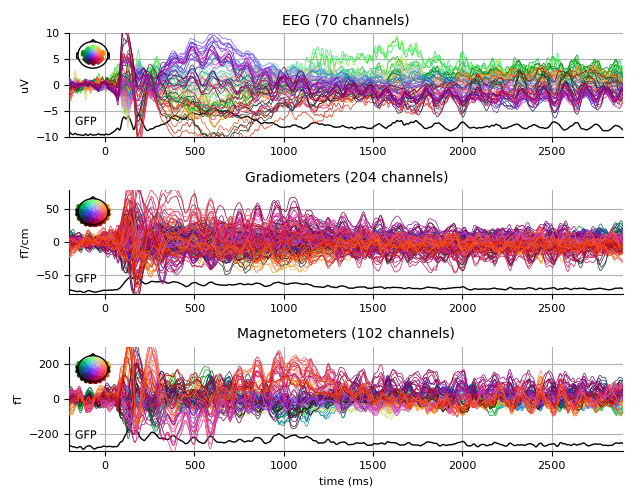 EEG (70 channels)
10
5
0
−5
−10
uV
GFP
0 500 1000 1500 2000 2500
Gradiometers (204 channels)
50
0
−50
fT/cm
GFP
0 500 1000 1500 2000 2500
Magnetometers (102 channels)
200
0
−200
fT
GFP
0 500 1000 1500 2000 2500
time (ms)